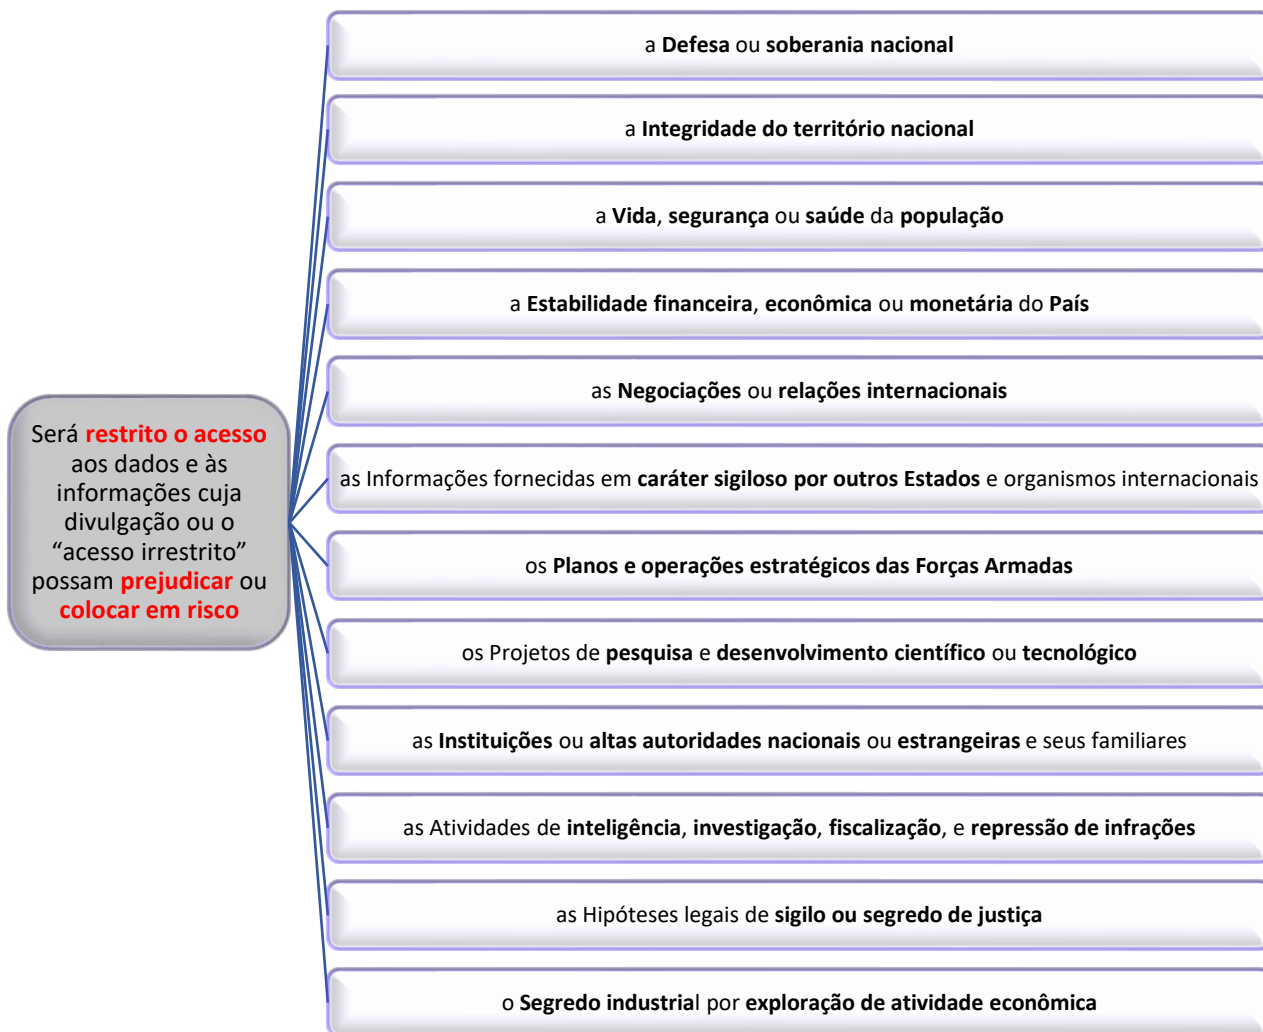 a Defesa ou soberania nacional
a Integridade do território nacional
a Vida, segurança ou saúde da população
a Estabilidade financeira, econômica ou monetária do País
as Negociações ou relações internacionais
Será restrito o acesso
aos dados e às
informações cuja
divulgação ou o
“acesso irrestrito”
possam prejudicar ou
colocar em risco
as Informações fornecidas em caráter sigiloso por outros Estados e organismos internacionais
os Planos e operações estratégicos das Forças Armadas
os Projetos de pesquisa e desenvolvimento científico ou tecnológico
as Instituições ou altas autoridades nacionais ou estrangeiras e seus familiares
as Atividades de inteligência, investigação, fiscalização, e repressão de infrações
as Hipóteses legais de sigilo ou segredo de justiça
o Segredo industrial por exploração de atividade econômica